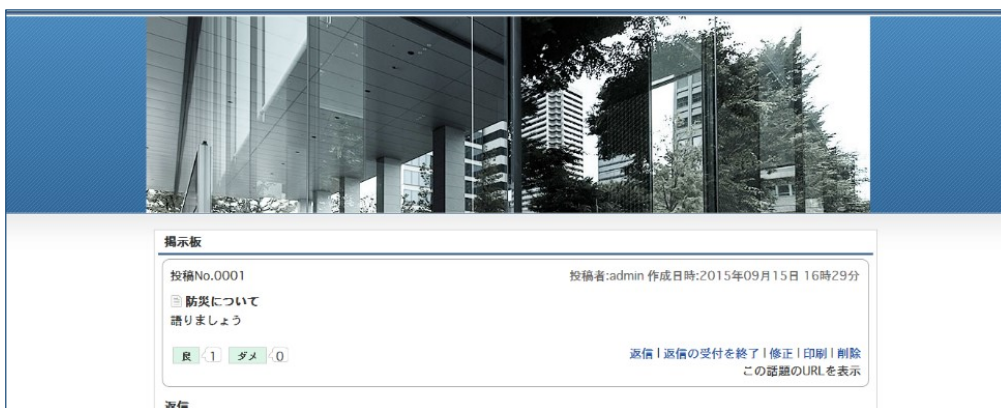 掲示板
投稿No.0001 投稿者:admin 作成日時:2015年09月15日 16時29分
防災について
語りましょう
良 1 ダメ 0 返信 | 返信の受付を終了 | 修正 | 印刷 | 削除
この話題のURLを表示
返信